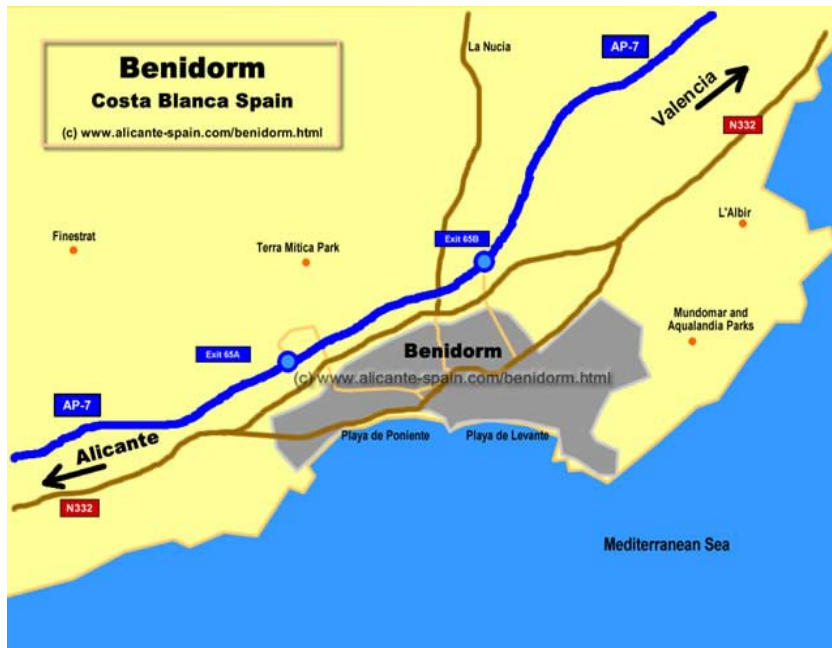 Benidorm
Costa Blanca Spain
(c) www.alicante-spain.com/benidorm.html
La Nucia
AP-7
Valencia
N332
L'Albir
Finestrat
Terra Mitica Park
Exit 65B
Mundomar and
Aqualandia Parks
Exit 65A
Benidorm
(c) www.alicante-spain.com/benidorm.html
AP-7
Alicante
Playa de Poniente
Playa de Levante
N332
Mediterranean Sea